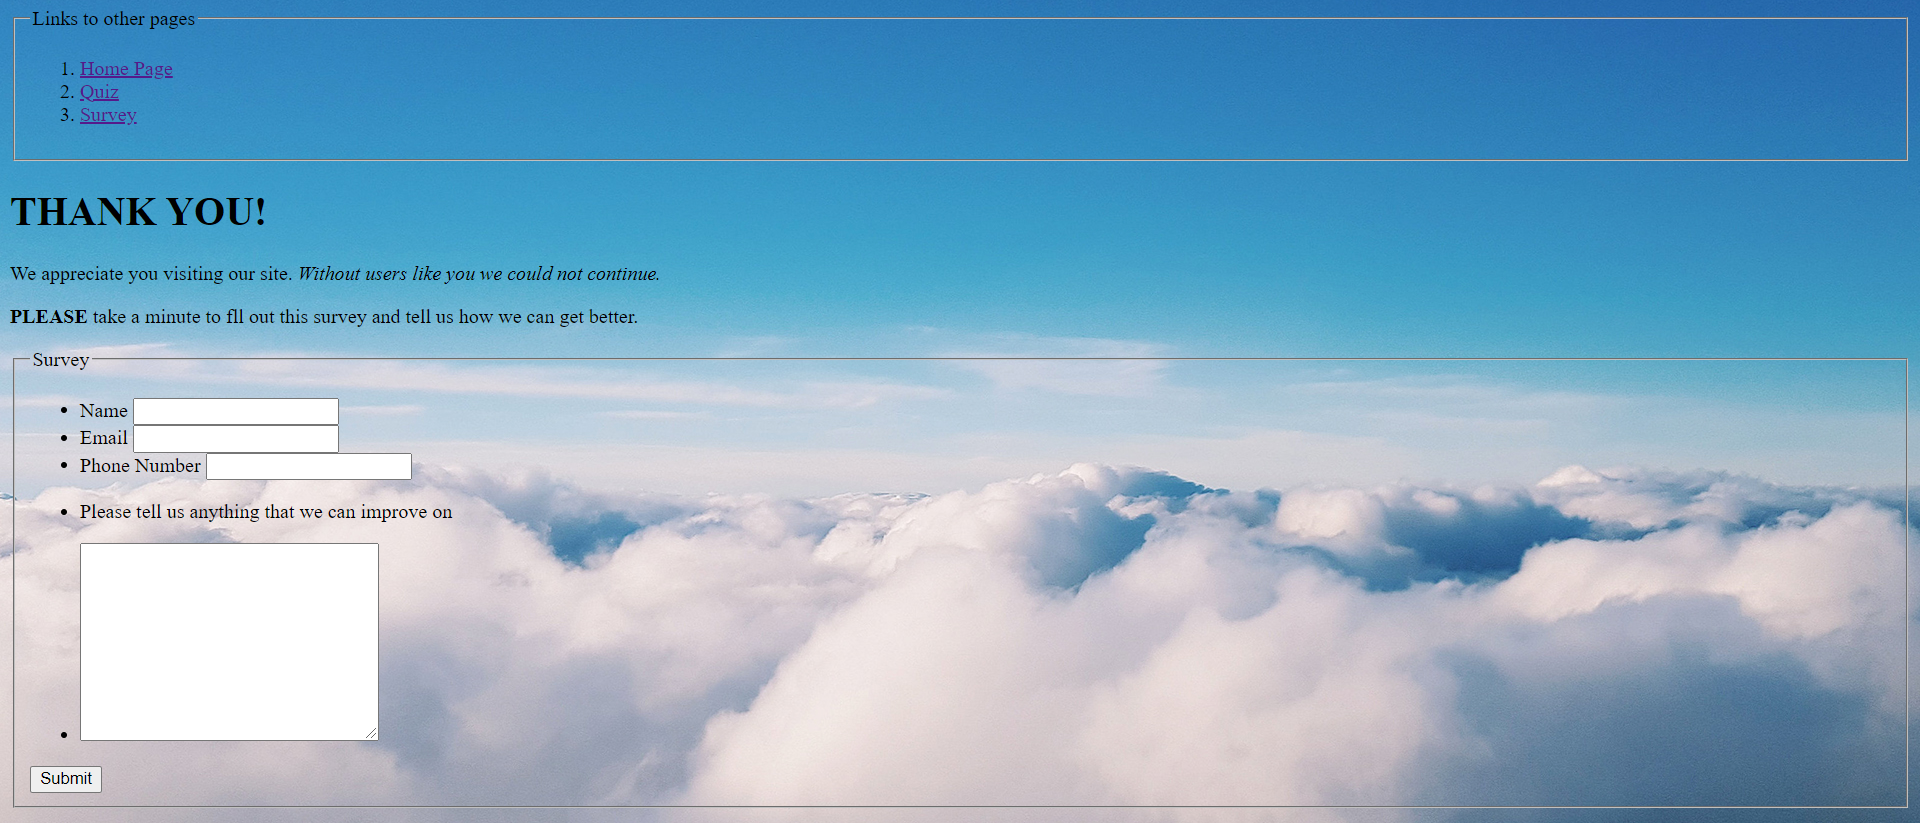 Links to other pages
1. Home Page
2. Quiz
3. Survey
THANK YOU!
We appreciate you visiting our site. Without users like you we could not continue.
PLEASE take a minute to fll out this survey and tell us how we can get better.
Survey
• Name
• Email
• Phone Number
• Please tell us anything that we can improve on
•
Submit